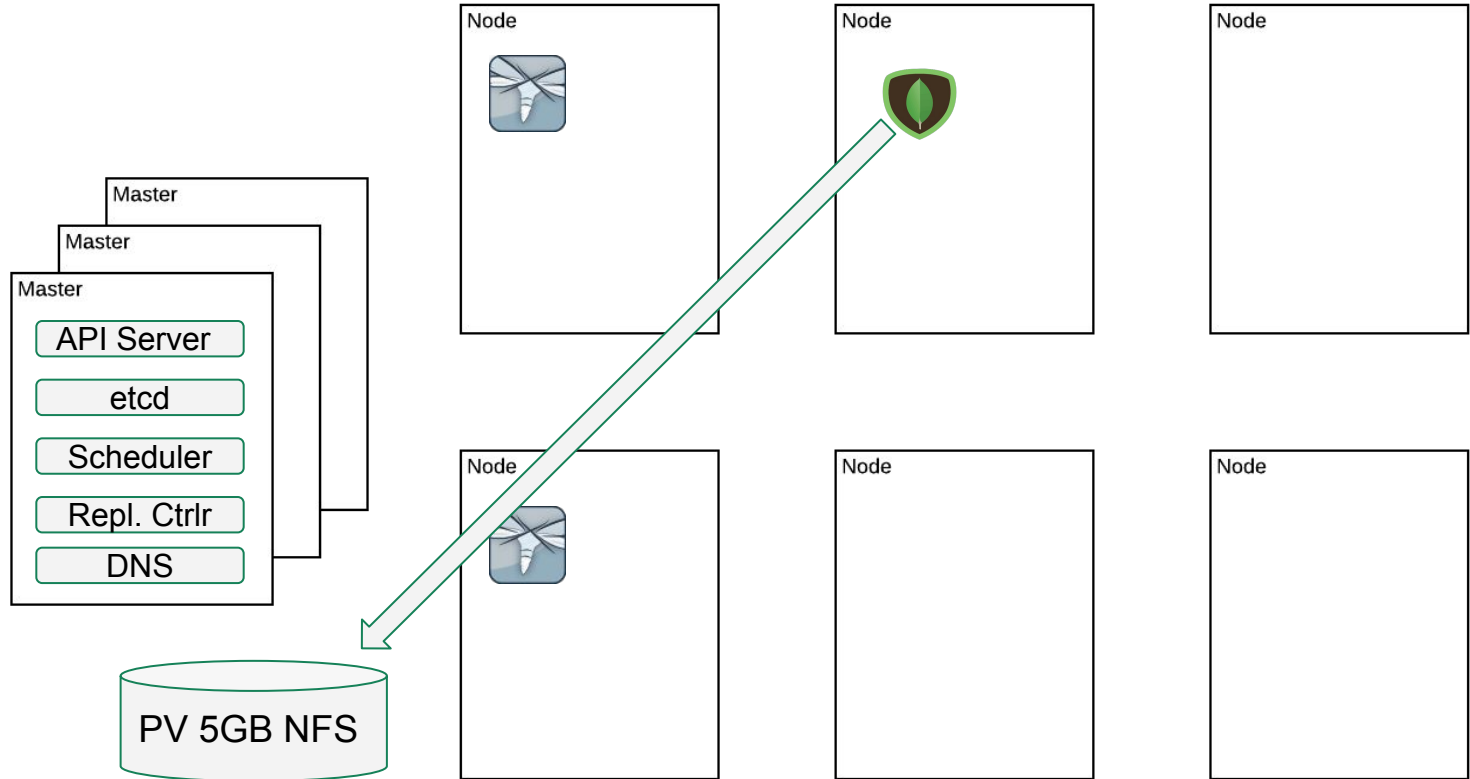 Node
Node
Node
Master
Master
Master
API Server
etcd
Scheduler
Repl. Ctrlr
DNS
Node
Node
Node
PV 5GB NFS